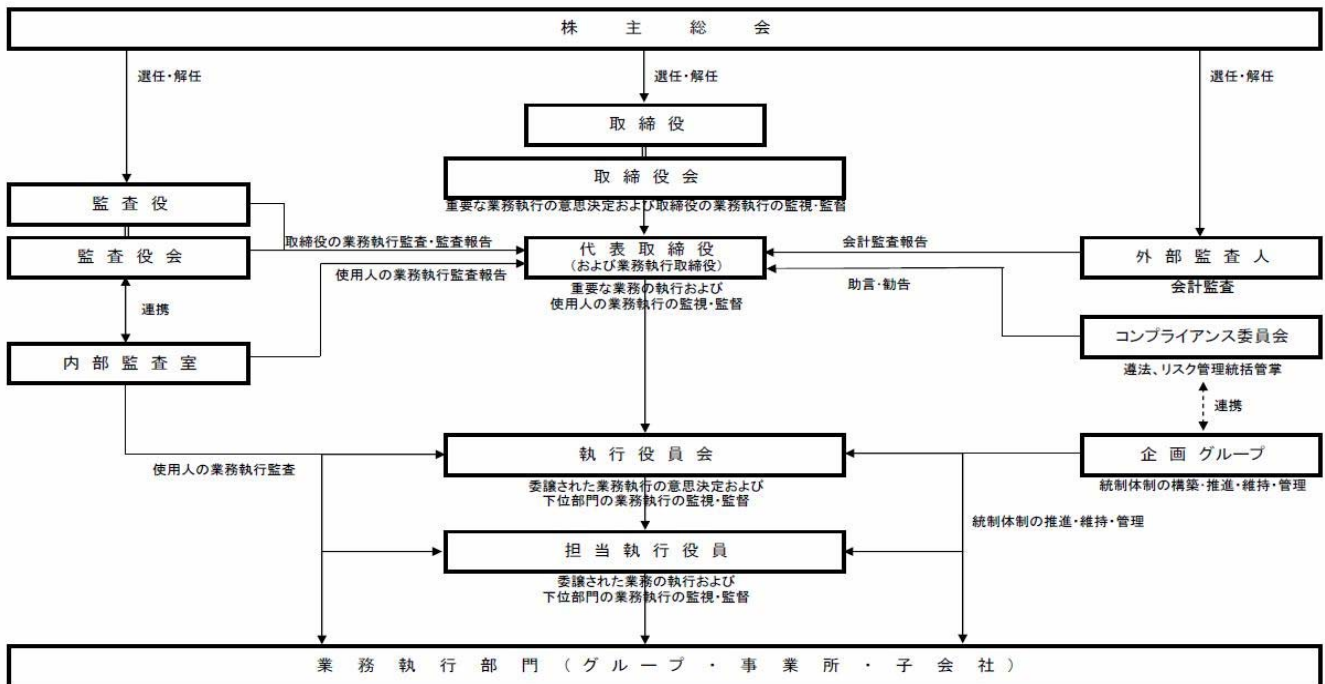 株主総会
選任・解任
選任・解任
選任・解任
取締役
取締役会
重要な業務執行の意思決定および取締役の業務執行の監視・監督
監査役
監査役会
取締役の業務執行監査・監査報告
代表取締役
(および業務執行取締役)
会計監査報告
外部監査人
会計監査
使用人の業務執行監査報告
助言・勧告
重要な業務の執行および
使用人の業務執行の監視・監督
連携
コンプライアンス委員会
遵法、リスク管理統括管掌
内部監査室
連携
執行役員会
企画グループ
使用人の業務執行監査
委譲された業務執行の意思決定および
下位部門の業務執行の監視・監督
統制体制の構築・推進・維持・管理
統制体制の推進・維持・管理
担当執行役員
委譲された業務の執行および
下位部門の業務執行の監視・監督
業務執行部門(グループ・事業所・子会社)